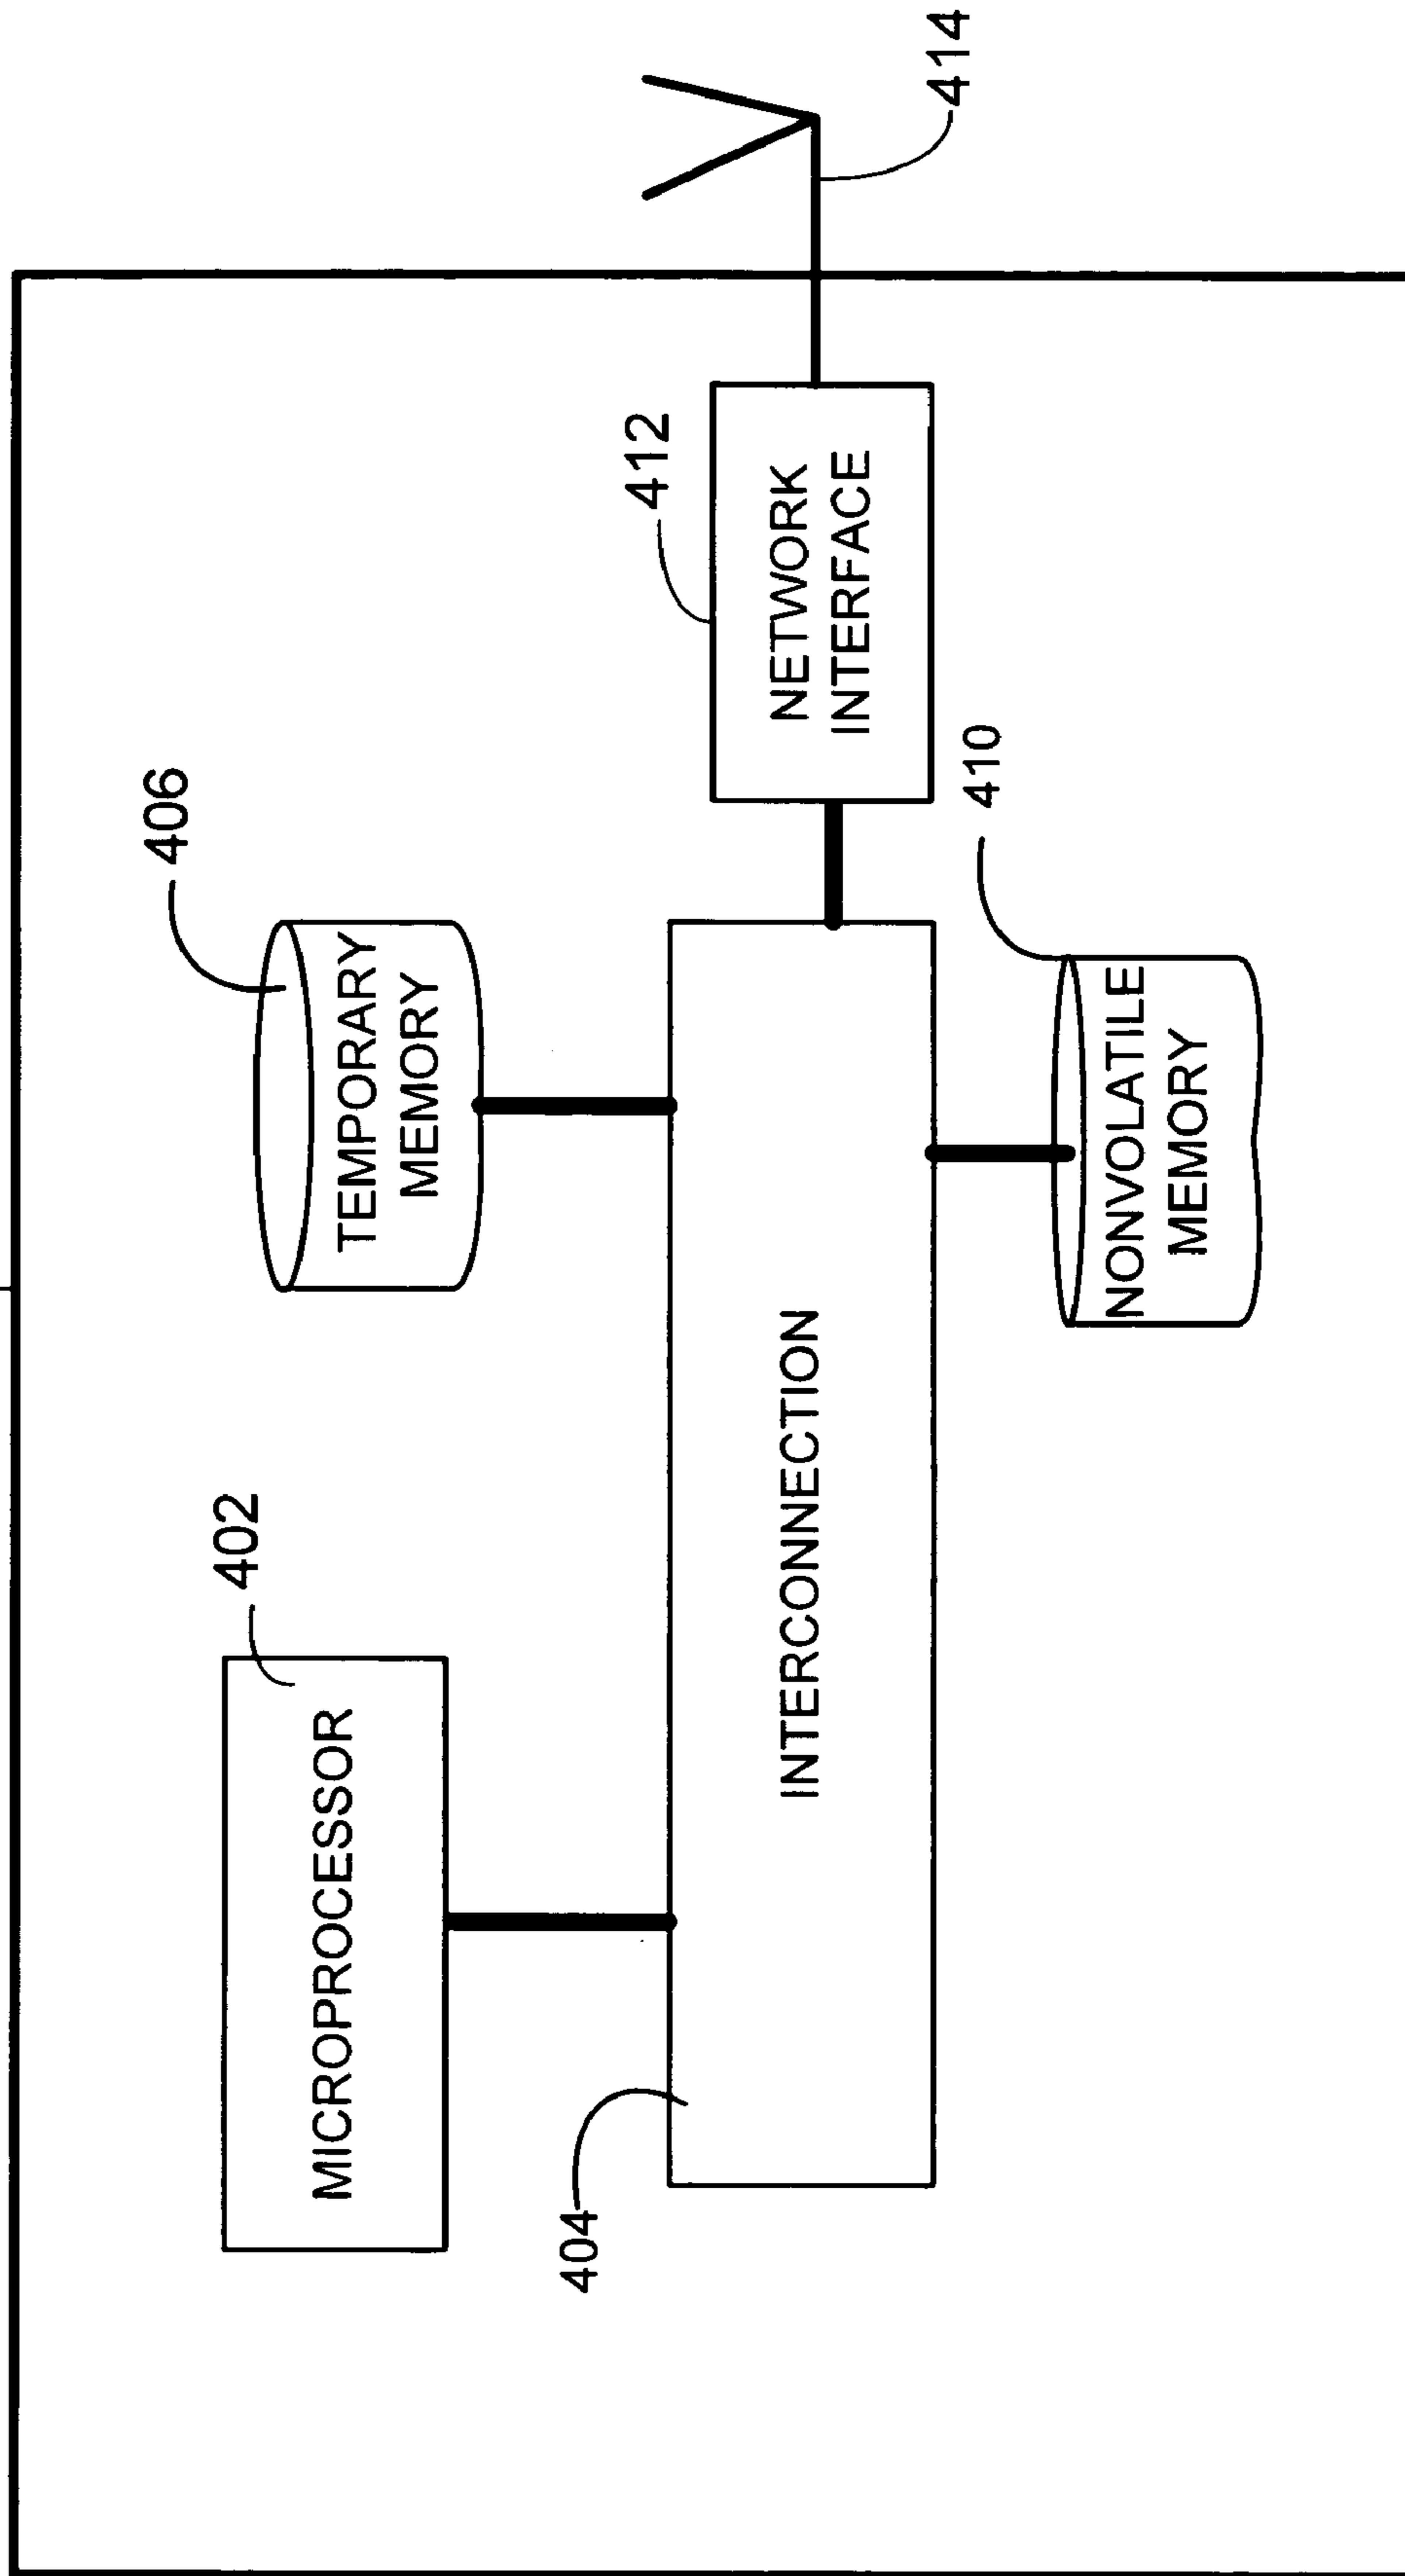 402
MICROPROCESSOR
406
TEMPORARY
MEMORY
404
INTERCONNECTION
412
NETWORK
INTERFACE
414
410
NONVOLATILE
MEMORY